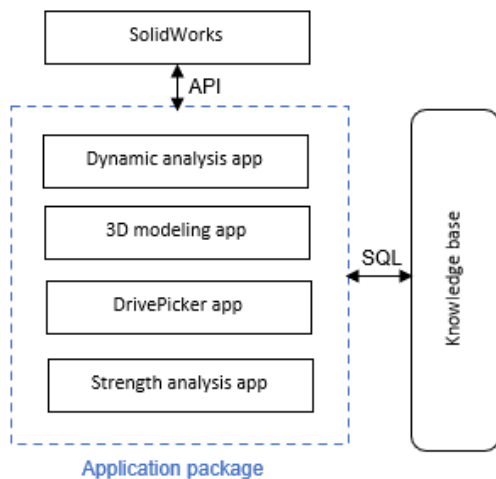 SolidWorks
API
Dynamic analysis app
3D modeling app
SQL
DrivePicker app
Strength analysis app
Knowledge base
Application package